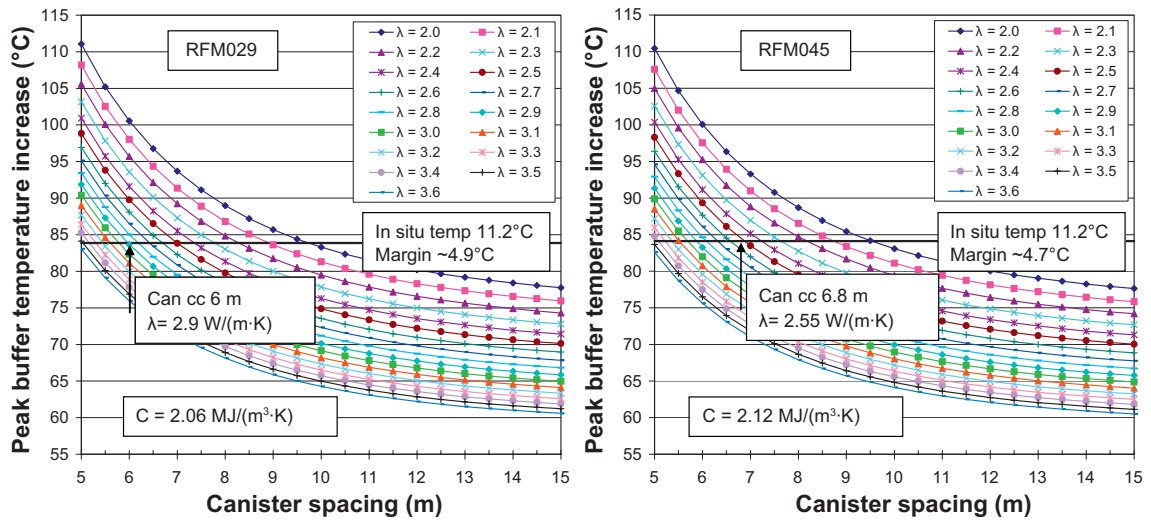 Peak buffer temperature increase (°C)
115
110
105
100
95
90
85
80
75
70
65
60
55
RFM029
λ = 2.0 λ = 2.1
λ = 2.2 λ = 2.3
λ = 2.4 λ = 2.5
λ = 2.6 λ = 2.7
λ = 2.8 λ = 2.9
λ = 3.0 λ = 3.1
λ = 3.2 λ = 3.3
λ = 3.4 λ = 3.5
λ = 3.6
In situ temp 11.2°C
Margin ~4.9°C
Can cc 6 m
λ= 2.9 W/(m·K)
C = 2.06 MJ/(m³·K)
5 6 7 8 9 10 11 12 13 14 15
Canister spacing (m)
Peak buffer temperature increase (°C)
115
110
105
100
95
90
85
80
75
70
65
60
55
RFM045
λ = 2.0 λ = 2.1
λ = 2.2 λ = 2.3
λ = 2.4 λ = 2.5
λ = 2.6 λ = 2.7
λ = 2.8 λ = 2.9
λ = 3.0 λ = 3.1
λ = 3.2 λ = 3.3
λ = 3.4 λ = 3.5
λ = 3.6
In situ temp 11.2°C
Margin ~4.7°C
Can cc 6.8 m
λ= 2.55 W/(m·K)
C = 2.12 MJ/(m³·K)
5 6 7 8 9 10 11 12 13 14 15
Canister spacing (m)